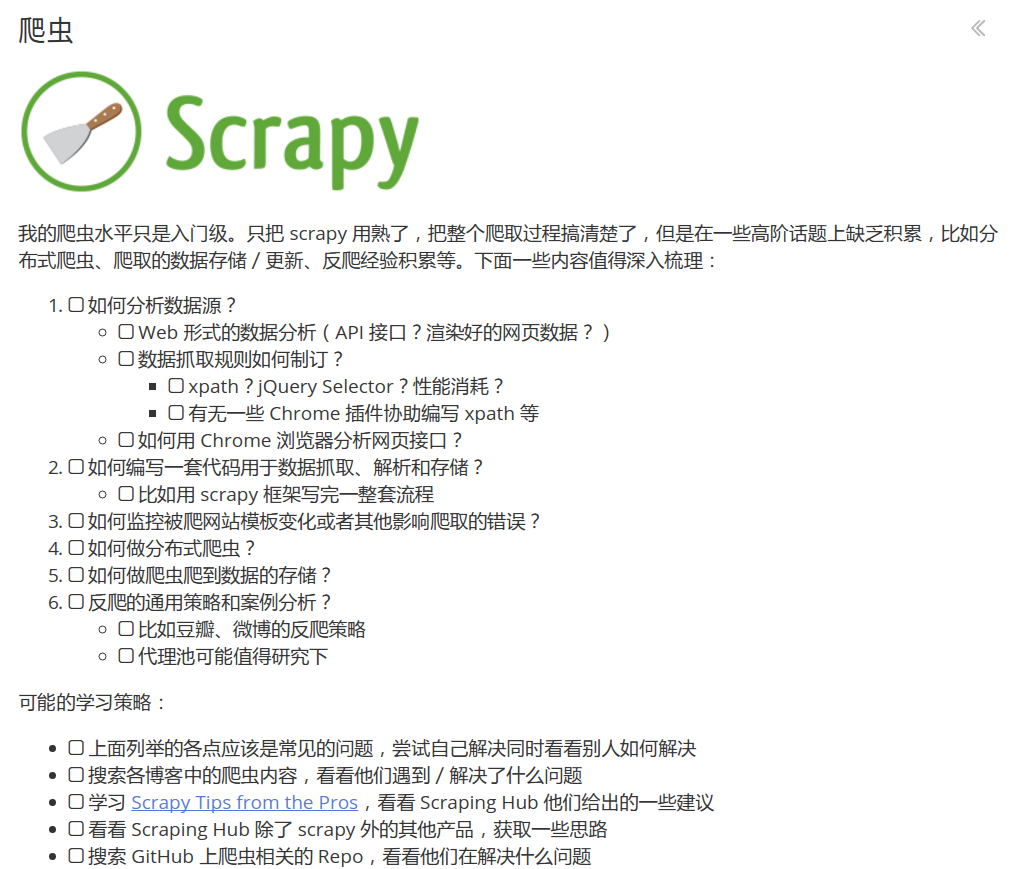 爬虫
Scrapy
我的爬虫水平只是入门级。只把 scrapy 用熟了，把整个爬取过程搞清楚了，但是在一些高阶话题上缺乏积累，比如分
布式爬虫、爬取的数据存储 / 更新、反爬经验积累等。下面一些内容值得深入梳理：
1. 如何分析数据源？
Web 形式的数据分析（ API 接口？渲染好的网页数据？ ）
数据抓取规则如何制订？
xpath？jQuery Selector？性能消耗？
有无一些 Chrome 插件协助编写 xpath 等
如何用 Chrome 浏览器分析网页接口？
2. 如何编写一套代码用于数据抓取、解析和存储？
比如用 scrapy 框架写完一整套流程
3. 如何监控被爬网站模板变化或者其他影响爬取的错误？
4. 如何做分布式爬虫？
5. 如何做爬虫爬到数据的存储？
6. 反爬的通用策略和案例分析？
比如豆瓣、微博的反爬策略
代理池可能值得研究下
可能的学习策略：
上面列举的各点应该是常见的问题，尝试自己解决同时看看别人如何解决
搜索各博客中的爬虫内容，看看他们遇到 / 解决了什么问题
学习 Scrapy Tips from the Pros，看看 Scraping Hub 他们给出的一些建议
看看 Scraping Hub 除了 scrapy 外的其他产品，获取一些思路
搜索 GitHub 上爬虫相关的 Repo，看看他们在解决什么问题